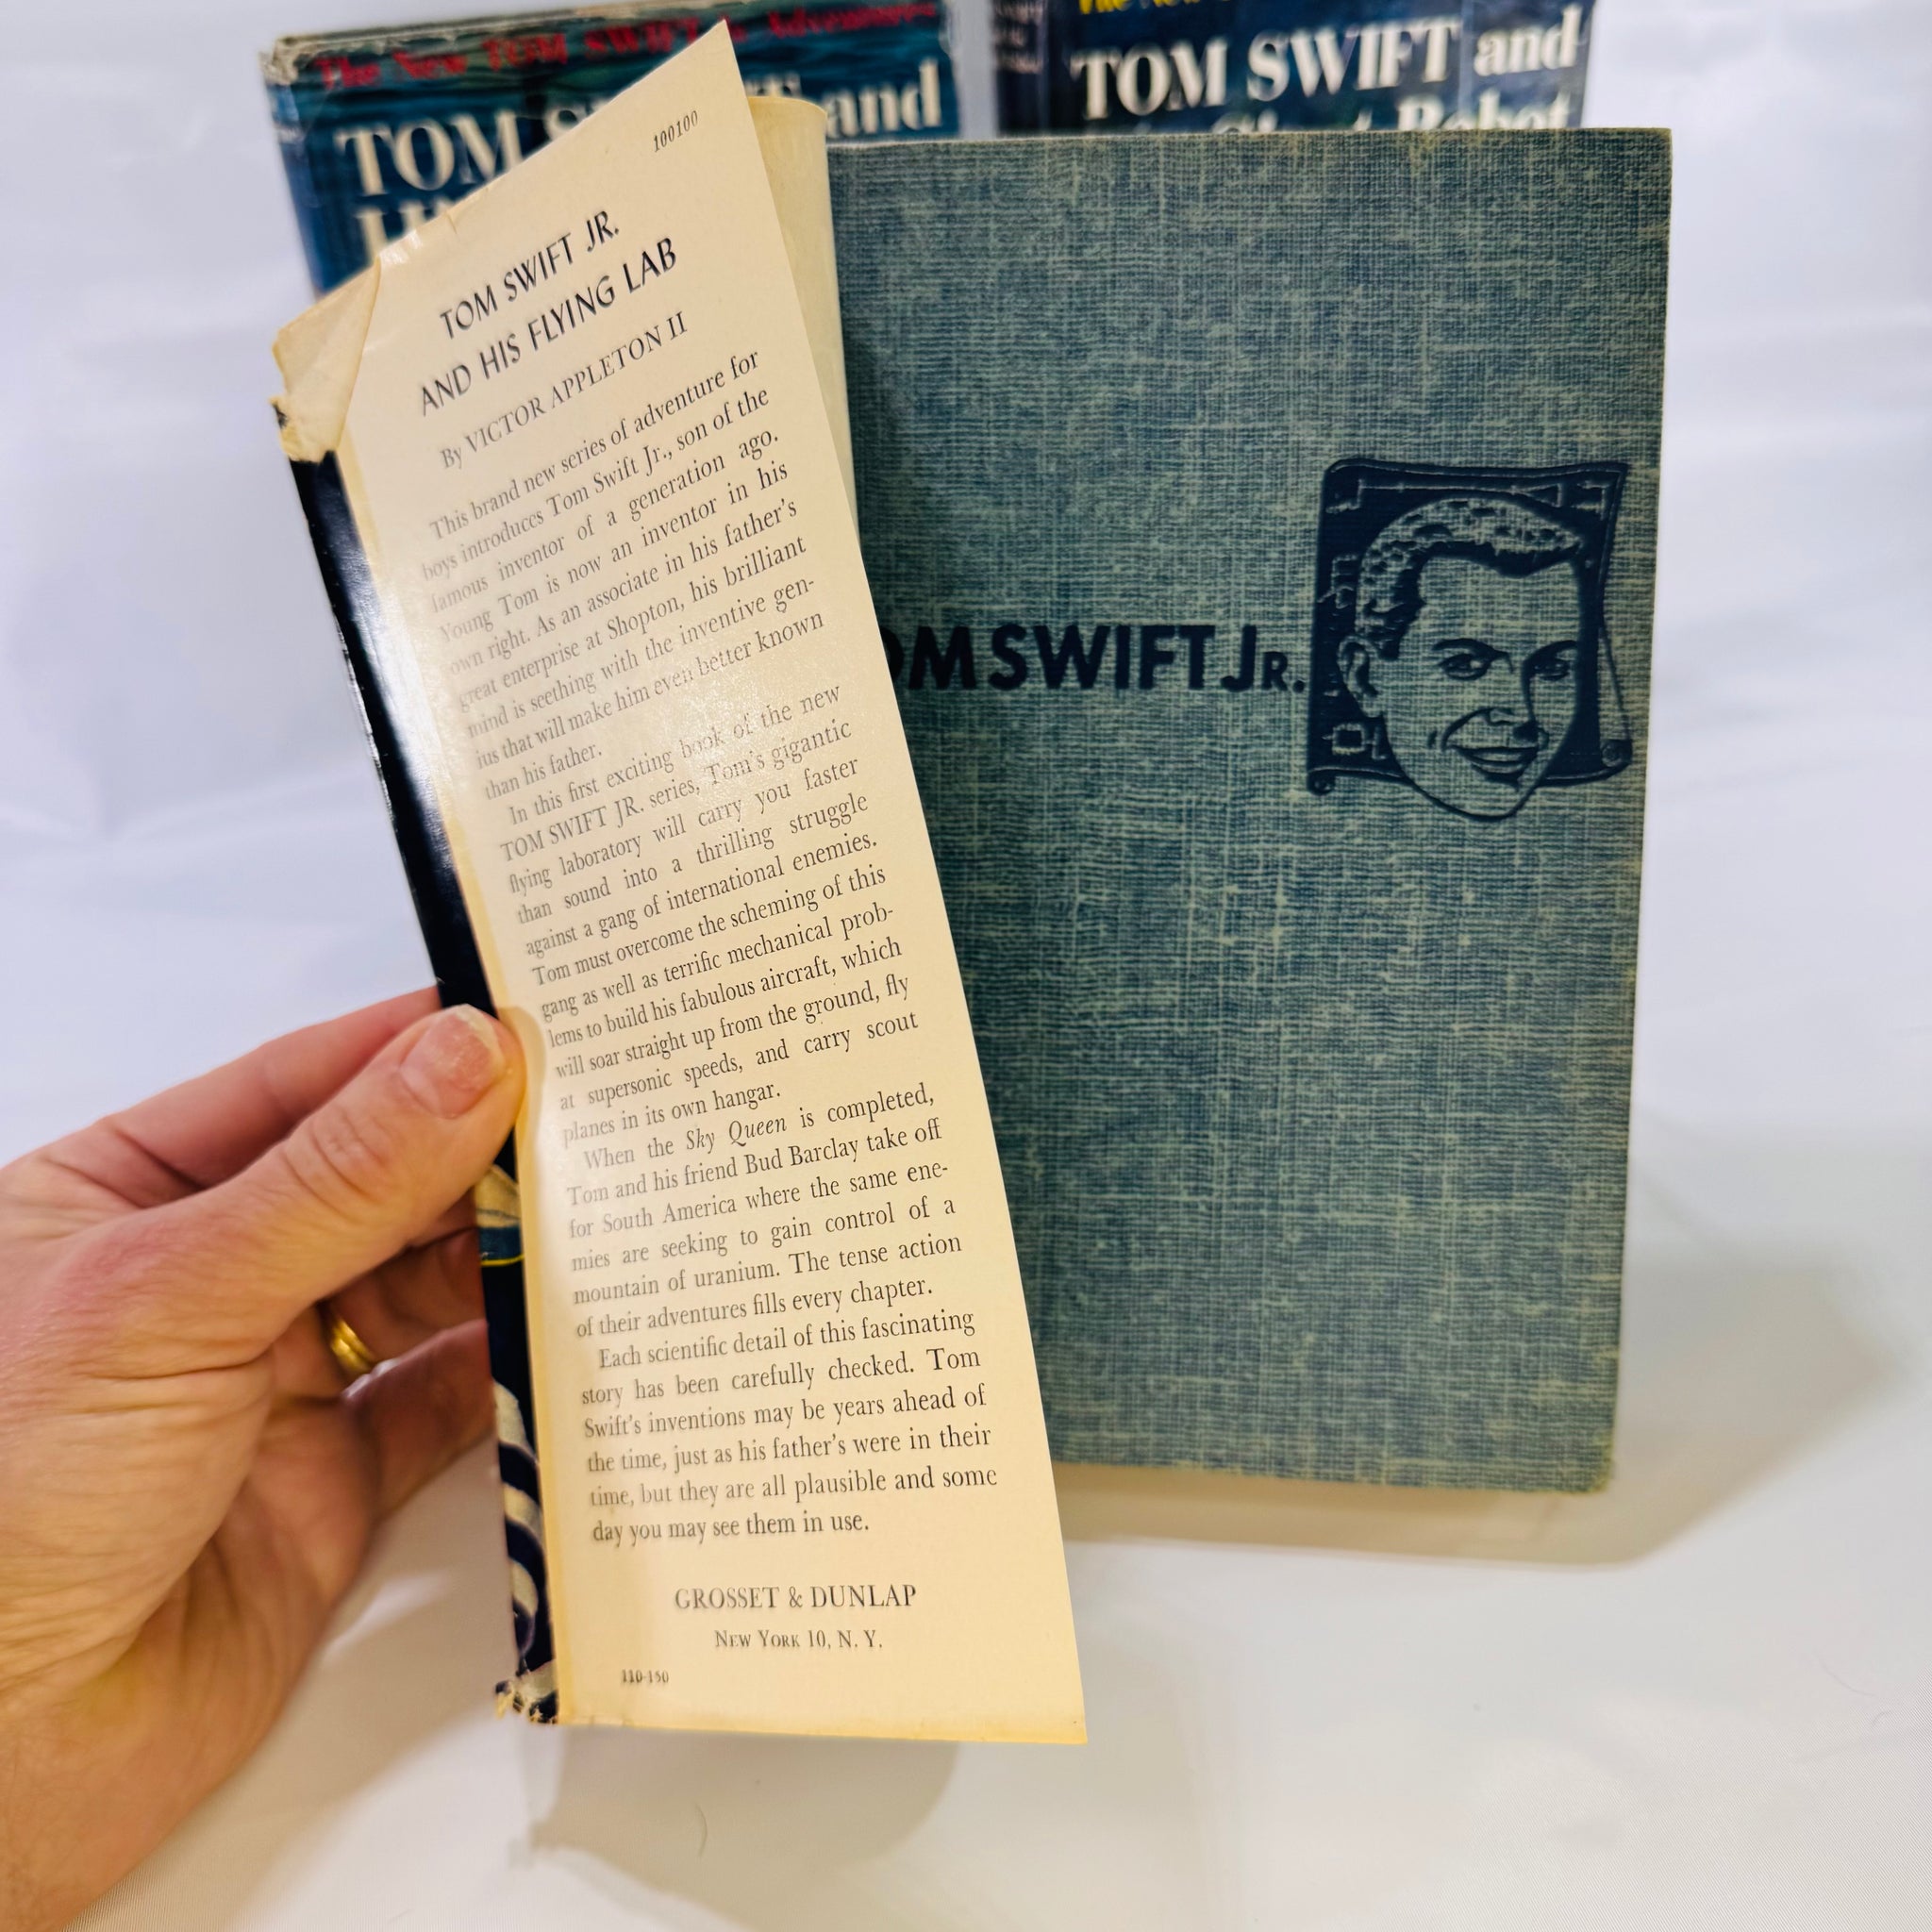 The New TOM SWIFT Jr. Adventures
TOM SWIFT and
TOM SWIFT and
Giant Robot
100100
TOM SWIFT JR.
AND HIS FLYING LAB
By VICTOR APPLETON II
This brand new series of adventure for
boys introduces Tom Swift Jr., son of the
famous inventor of a generation ago.
Young Tom is now an inventor in his
own right. As an associate in his father's
great enterprise at Shopton, his brilliant
mind is seething with the inventive gen-
ius that will make him even better known
than his father.
In this first exciting book of the new
TOM SWIFT JR. series, Tom's gigantic
flying laboratory will carry you faster
than sound into a thrilling struggle
against a gang of international enemies.
Tom must overcome the scheming of this
gang as well as terrific mechanical prob-
lems to build his fabulous aircraft, which
will soar straight up from the ground, fly
at supersonic speeds, and carry scout
planes in its own hangar.
When the Sky Queen is completed,
Tom and his friend Bud Barclay take off
for South America where the same ene-
mies are seeking to gain control of a
mountain of uranium. The tense action
of their adventures fills every chapter.
Each scientific detail of this fascinating
story has been carefully checked. Tom
Swift's inventions may be years ahead of
the time, just as his father's were in their
time, but they are all plausible and some
day you may see them in use.
GROSSET & DUNLAP
NEW YORK 10, N. Y.
110-150
OM SWIFT JR.